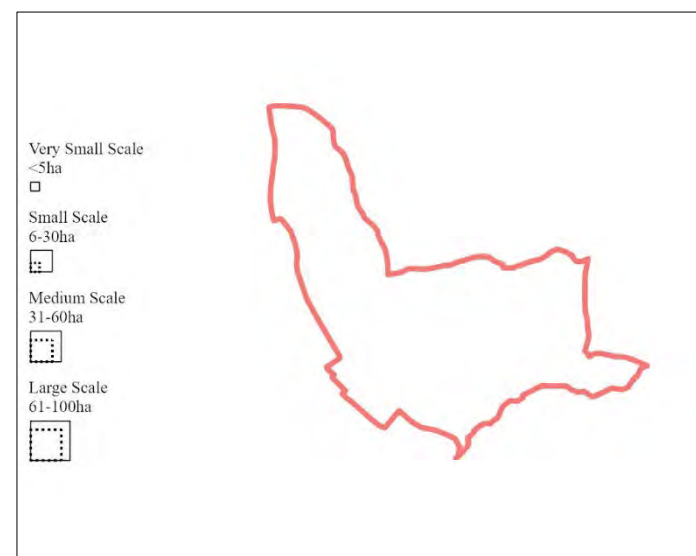 Very Small Scale
<5ha
Small Scale
6-30ha
Medium Scale
31-60ha
Large Scale
61-100ha